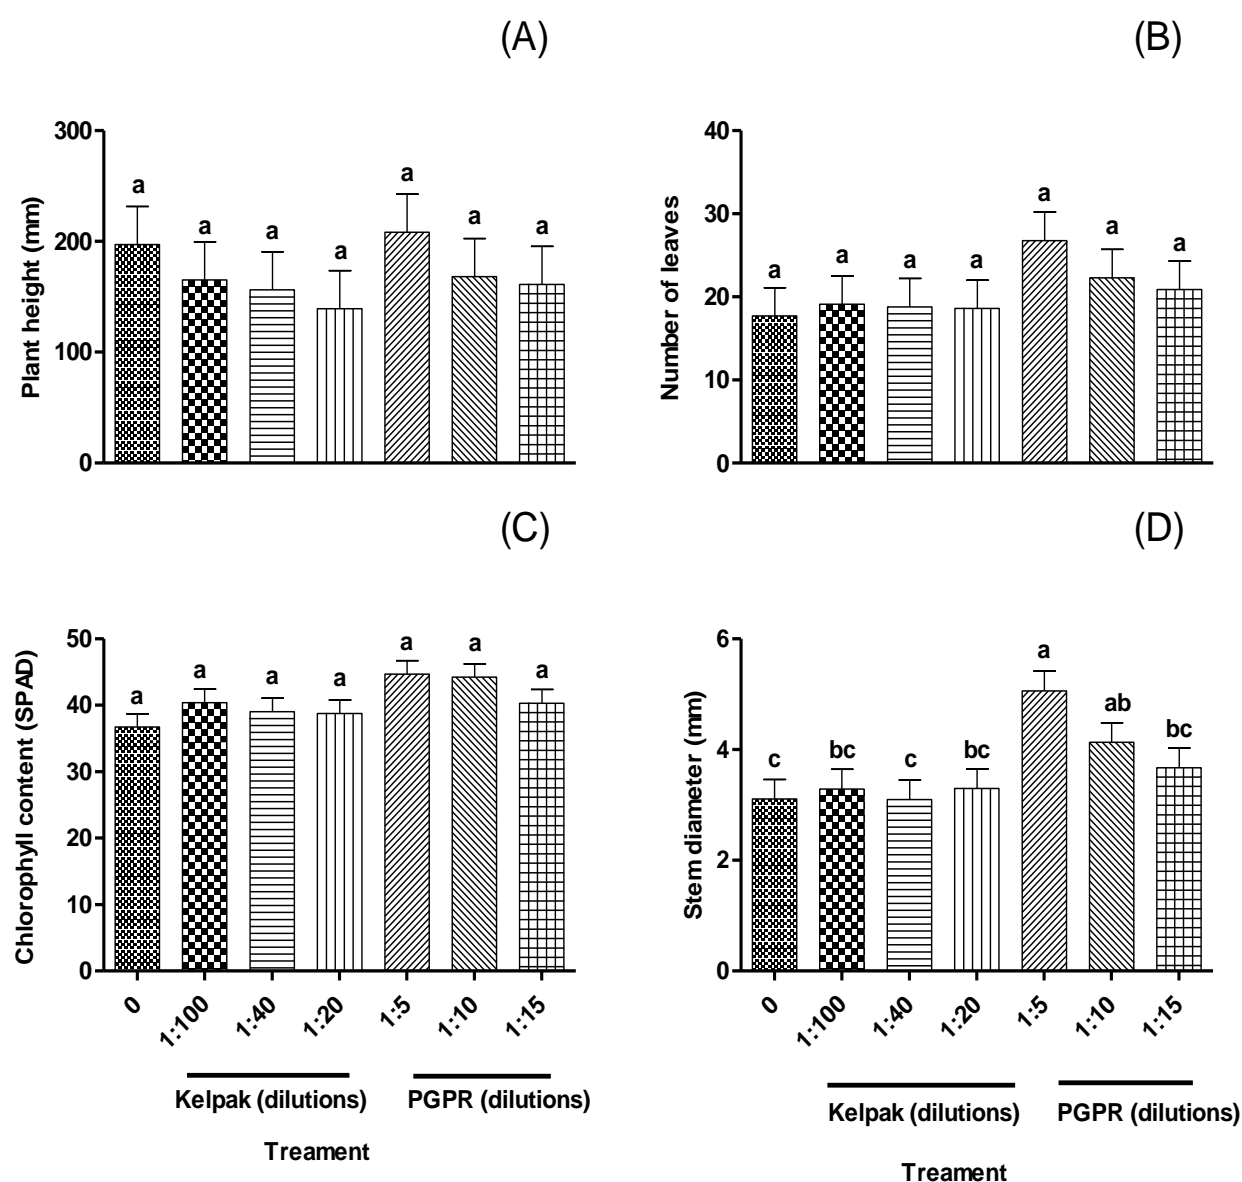 (A)
Plant height (mm)
300
200
100
0
a a a a a a a
(B)
Number of leaves
40
30
20
10
0
a a a a a a a
(C)
Chlorophyll content (SPAD)
50
40
30
20
10
0
a a a a a a a
0 1:100 1:40 1:20 1:5 1:10 1:15
Kelpak (dilutions) PGPR (dilutions)
Treament
(D)
Stem diameter (mm)
6
4
2
0
c bc c bc a ab bc
0 1:100 1:40 1:20 1:5 1:10 1:15
Kelpak (dilutions) PGPR (dilutions)
Treament